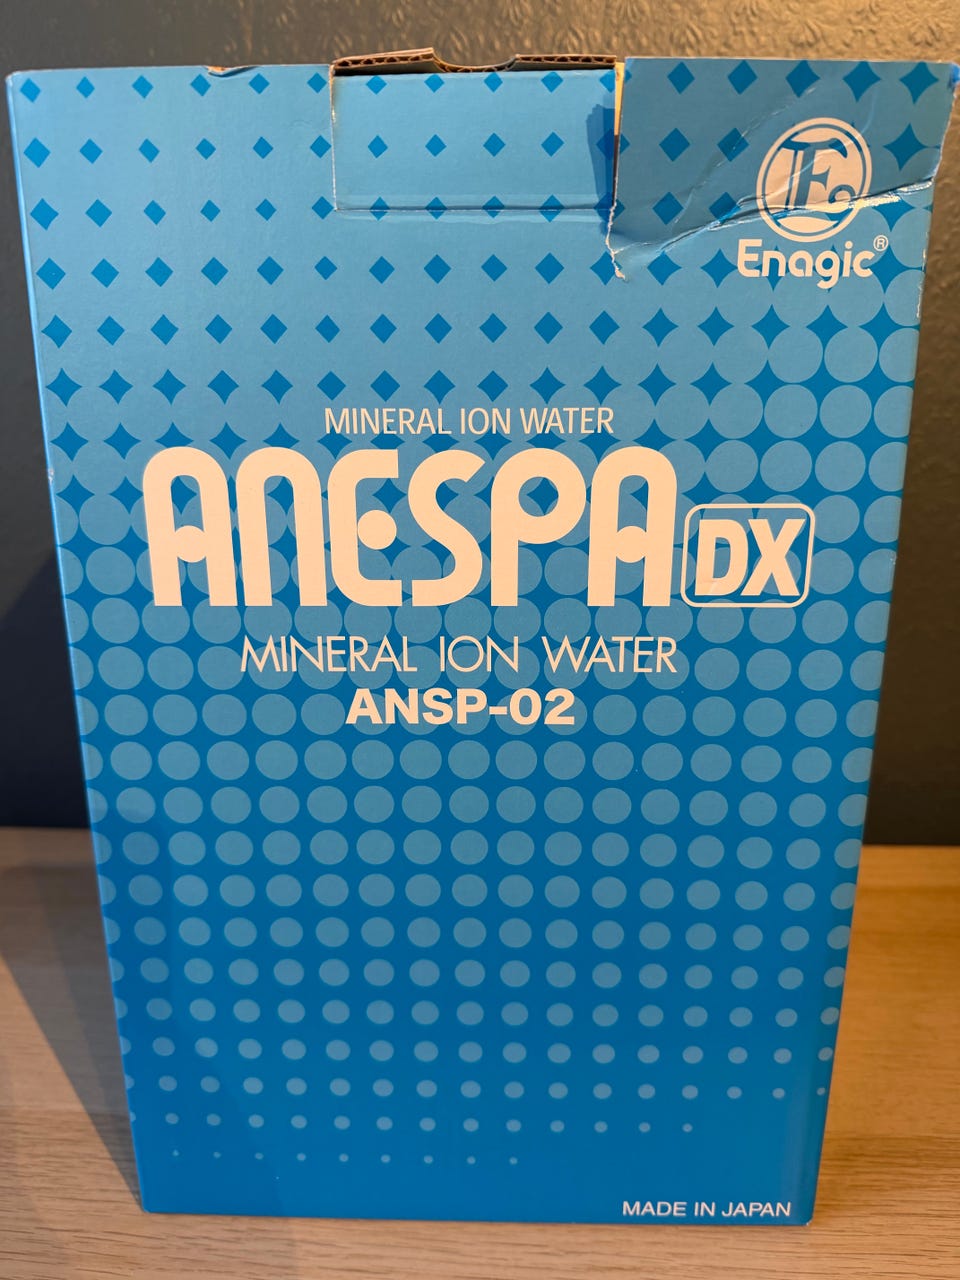 E
Enagic®
MINERAL ION WATER
ANESPA DX
MINERAL ION WATER
ANSP-02
MADE IN JAPAN